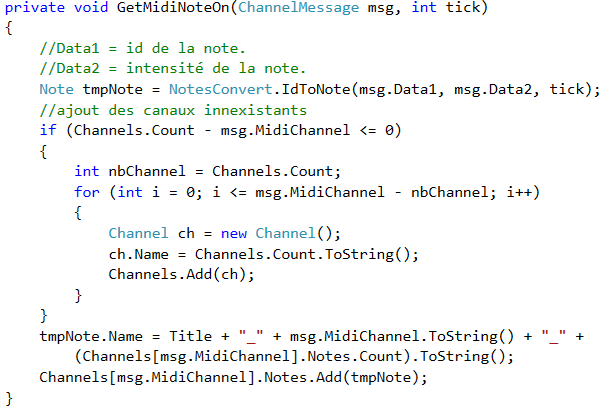 private void GetMidiNoteOn(ChannelMessage msg, int tick)
{
    //Data1 = id de la note.
    //Data2 = intensité de la note.
    Note tmpNote = NotesConvert.IdToNote(msg.Data1, msg.Data2, tick);
    //ajout des canaux innexistants
    if (Channels.Count - msg.MidiChannel <= 0)
    {
        int nbChannel = Channels.Count;
        for (int i = 0; i <= msg.MidiChannel - nbChannel; i++)
        {
            Channel ch = new Channel();
            ch.Name = Channels.Count.ToString();
            Channels.Add(ch);
        }
    }
    tmpNote.Name = Title + "_" + msg.MidiChannel.ToString() + "_" +
        (Channels[msg.MidiChannel].Notes.Count).ToString();
    Channels[msg.MidiChannel].Notes.Add(tmpNote);
}